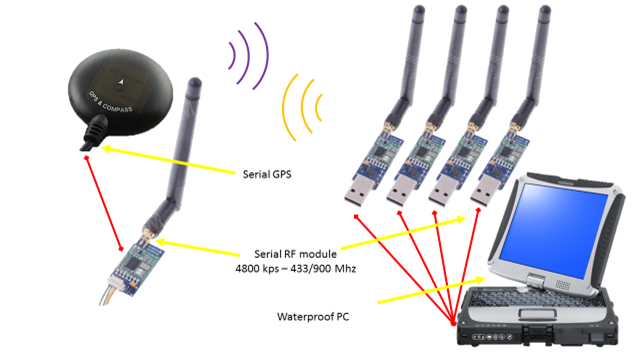 GPS & COMPASS
Serial GPS
Serial RF module
4800 kps – 433/900 Mhz
Waterproof PC